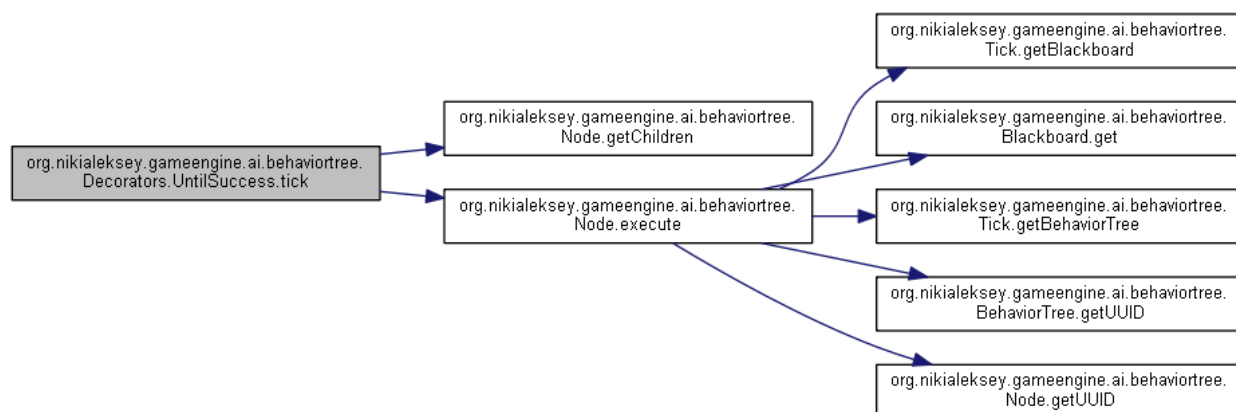 org.nikialeksey.gameengine.ai.behaviortree.
Decorators.UntilSuccess.tick
org.nikialeksey.gameengine.ai.behaviortree.
Node.getChildren
org.nikialeksey.gameengine.ai.behaviortree.
Node.execute
org.nikialeksey.gameengine.ai.behaviortree.
Tick.getBlackboard
org.nikialeksey.gameengine.ai.behaviortree.
Blackboard.get
org.nikialeksey.gameengine.ai.behaviortree.
Tick.getBehaviorTree
org.nikialeksey.gameengine.ai.behaviortree.
BehaviorTree.getUUID
org.nikialeksey.gameengine.ai.behaviortree.
Node.getUUID